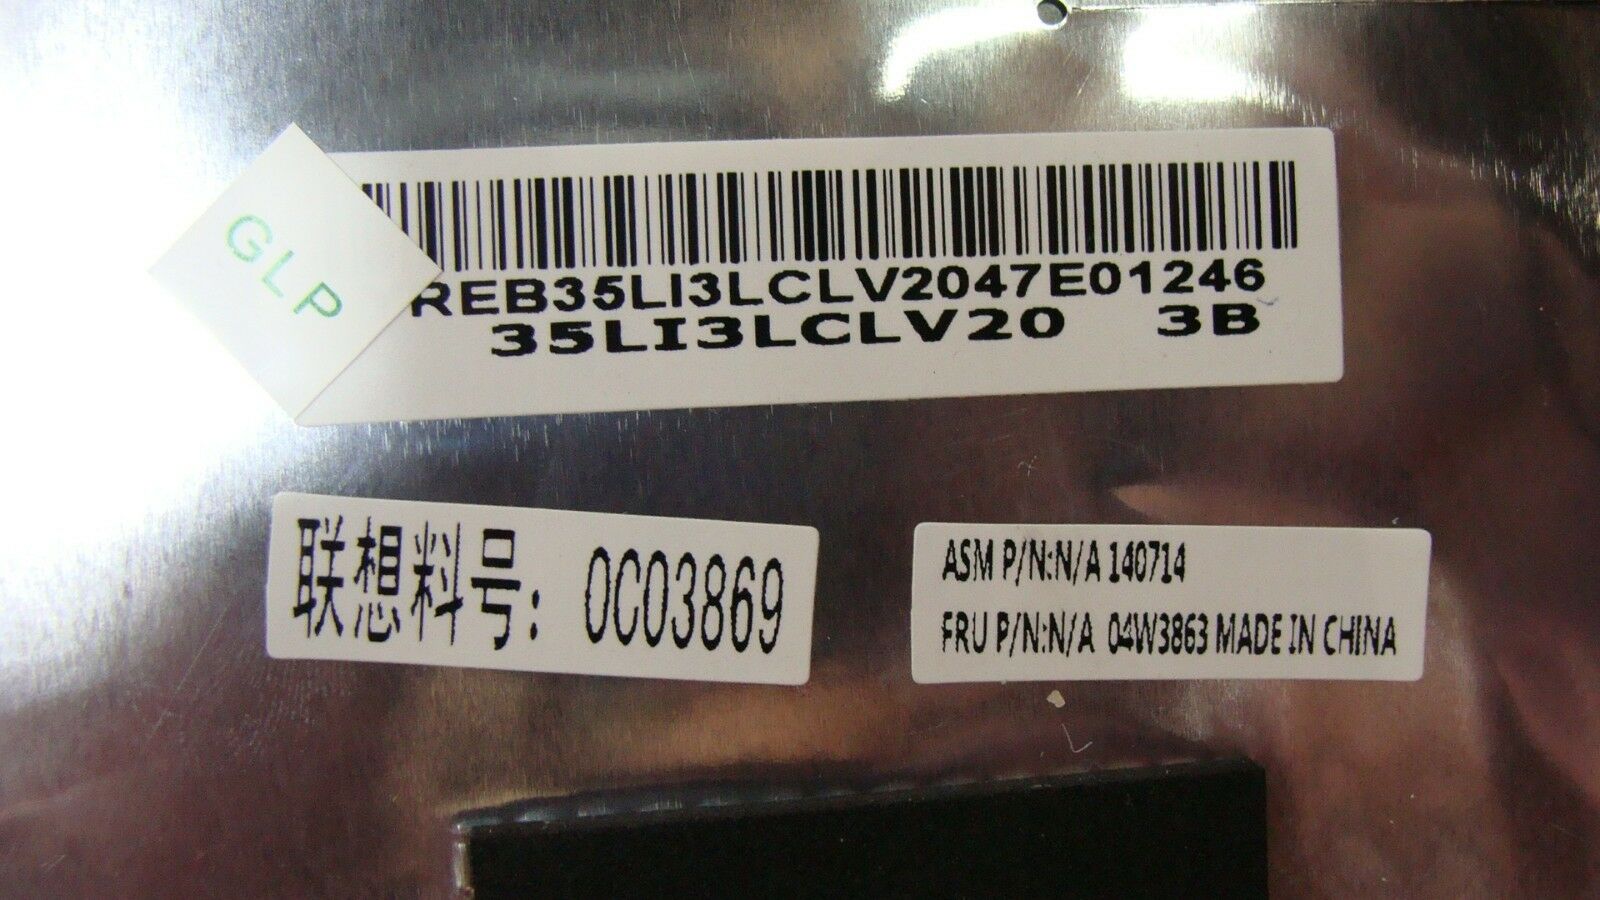 GLP
REB35LI3LCLV2047E01246
35LI3LCLV20 3B
联想料号: 0C03869
ASM P/N:N/A 140714
FRU P/N:N/A 04W3863 MADE IN CHINA